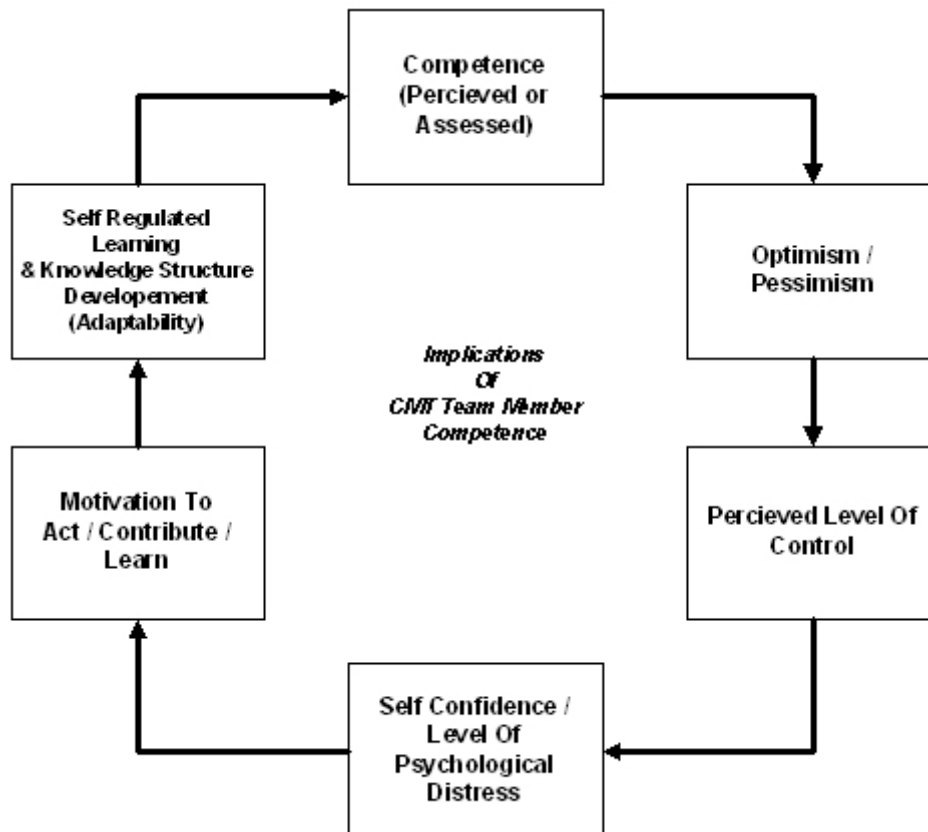 Competence
(Percieved or
Assessed)
Optimism /
Pessimism
Percieved Level Of
Control
Self Confidence /
Level Of
Psychological
Distress
Motivation To
Act / Contribute /
Learn
Self Regulated
Learning
& Knowledge Structure
Developement
(Adaptability)
Implications
Of
CMT Team Member
Competence